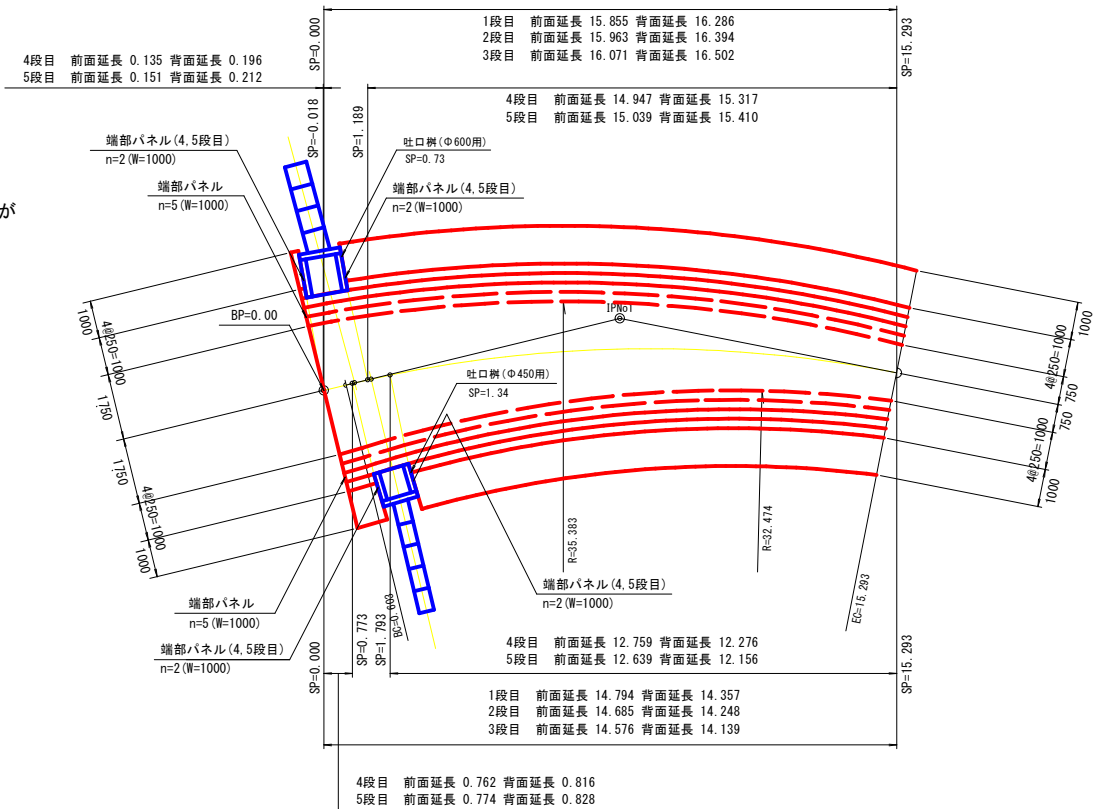 1段目 前面延長 15.855 背面延長 16.286
2段目 前面延長 15.963 背面延長 16.394
3段目 前面延長 16.071 背面延長 16.502
SP=0.000
SP=15.293
4段目 前面延長 0.135 背面延長 0.196
5段目 前面延長 0.151 背面延長 0.212
4段目 前面延長 14.947 背面延長 15.317
5段目 前面延長 15.039 背面延長 15.410
SP=-0.018
SP=1.189
端部パネル(4,5段目)
n=2(W=1000)
吐口桝(Φ600用)
SP=0.73
端部パネル
n=5(W=1000)
端部パネル(4,5段目)
n=2(W=1000)
が
BP=0.00
IPNo1
1000
4@250=1000
1750
1750
4@250=1000
1000
1000
4@250=1000
750
750
4@250=1000
1000
吐口桝(Φ450用)
SP=1.34
R=35.383
R=32.474
端部パネル(4,5段目)
n=2(W=1000)
EC=15.293
BC=0.603
端部パネル
n=5(W=1000)
端部パネル(4,5段目)
n=2(W=1000)
SP=0.000
SP=0.773
SP=1.793
SP=15.293
4段目 前面延長 12.759 背面延長 12.276
5段目 前面延長 12.639 背面延長 12.156
1段目 前面延長 14.794 背面延長 14.357
2段目 前面延長 14.685 背面延長 14.248
3段目 前面延長 14.576 背面延長 14.139
4段目 前面延長 0.762 背面延長 0.816
5段目 前面延長 0.774 背面延長 0.828